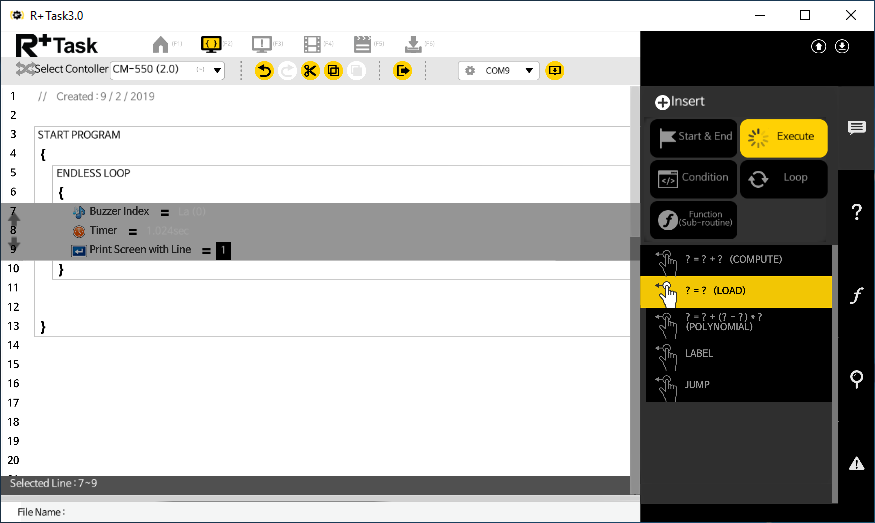 R+ Task3.0
R+Task (F1) (F2) (F3) (F4) (F5) (F6)
Select Contoller CM-550 (2.0) COM9
1 // Created : 9 / 2 / 2019
2
3 START PROGRAM
4 {
5 ENDLESS LOOP
6 {
7 Buzzer Index = La (0)
8 Timer = 1.024sec
9 Print Screen with Line = 1
10 }
11
12
13 }
14
15
16
17
18
19
20
Selected Line : 7~9
File Name :
Insert
Start & End
Execute
Condition
Loop
Function
(Sub-routine)
? = ? + ? (COMPUTE)
? = ? (LOAD)
? = ? + (? - ?) * ?
(POLYNOMIAL)
LABEL
JUMP